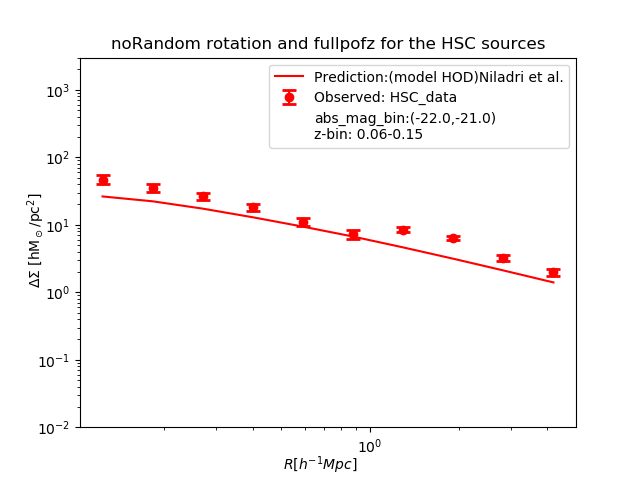 noRandom rotation and fullpofz for the HSC sources
Prediction:(model HOD)Niladri et al.
Observed: HSC_data
abs_mag_bin:(-22.0,-21.0)
z-bin: 0.06-0.15
10³
10²
10¹
10⁰
10⁻¹
10⁻²
ΔΣ [hM⊙/pc²]
10⁰
R[h⁻¹Mpc]